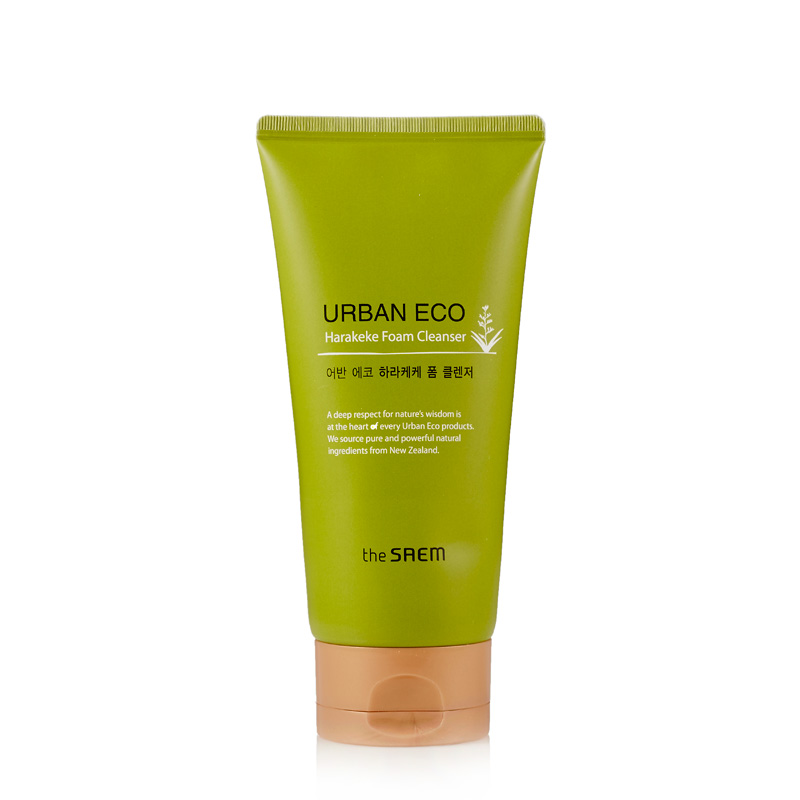 URBAN ECO
Harakeke Foam Cleanser
어반 에코 하라케케 폼 클렌저
A deep respect for nature's wisdom is
at the heart of every Urban Eco products.
We source pure and powerful natural
ingredients from New Zealand.
the SAEM